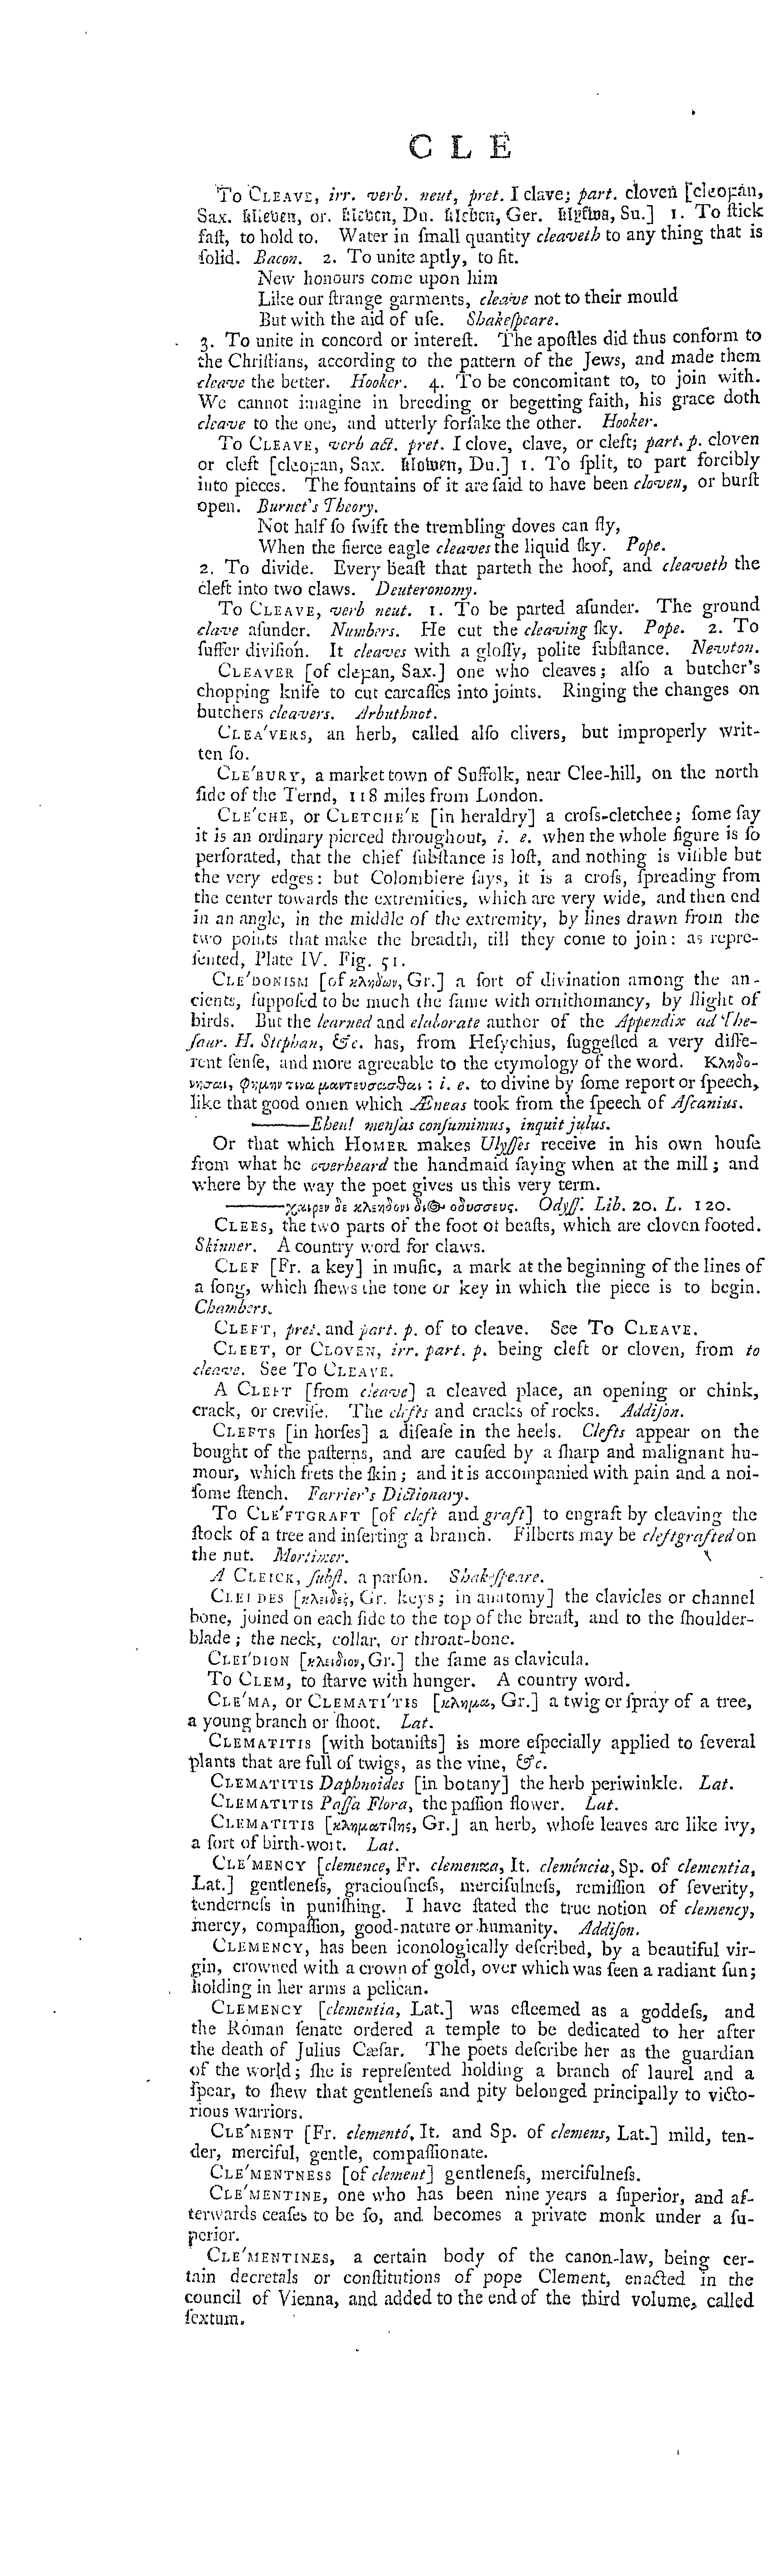 C L E
To CLEAVE, irr. verb. neut, pret. I clave; part. cloven [cleoꝼan,
Sax. klieben, or. kleben, Du. kleben, Ger. Su.] 1. To ſtick
faſt, to hold to. Water in ſmall quantity cleaveth to any thing that is
ſolid. Bacon. 2. To unite aptly, to fit.
New honours come upon him
Like our ſtrange garments, cleave not to their mould
But with the aid of uſe. Shakeſpeare.
3. To unite in concord or intereſt. The apoſtles did thus conform to
the Chriſtians, according to the pattern of the Jews, and made them
cleave the better. Hooker. 4. To be concomitant to, to join with.
We cannot imagine in breeding or begetting faith, his grace doth
cleave to the one, and utterly forſake the other. Hooker.
To CLEAVE, verb act. pret. I clove, clave, or cleft; part. p. cloven
or cleft [cleoꝼan, Sax. klowen, Du.] 1. To ſplit, to part forcibly
into pieces. The fountains of it are ſaid to have been cloven, or burſt
open. Burnet's Theory.
Not half ſo ſwift the trembling doves can fly,
When the fierce eagle cleaves the liquid ſky. Pope.
2. To divide. Every beaſt that parteth the hoof, and cleaveth the
cleft into two claws. Deuteronomy.
To CLEAVE, verb neut. 1. To be parted aſunder. The ground
clave aſunder. Numbers. He cut the cleaving ſky. Pope. 2. To
ſuffer diviſion. It cleaves with a gloſſy, polite ſubſtance. Newton.
CLEAVER [of cleꝼan, Sax.] one who cleaves; alſo a butcher's
chopping knife to cut carcaſſes into joints. Ringing the changes on
butchers cleavers. Arbuthnot.
CLEA'VERS, an herb, called alſo clivers, but improperly writ-
ten ſo.
CLE'BURY, a market town of Suffolk, near Clee-hill, on the north
ſide of the Ternd, 118 miles from London.
CLE'CHE, or CLETCHE'E [in heraldry] a croſs-cletchee; ſome ſay
it is an ordinary pierced throughout, i. e. when the whole figure is ſo
perforated, that the chief ſubſtance is loſt, and nothing is viſible but
the very edges: but Colombiere ſays, it is a croſs, ſpreading from
the center towards the extremities, which are very wide, and then end
in an angle, in the middle of the extremity, by lines drawn from the
two points that make the breadth, till they come to join: as repre-
ſented, Plate IV. Fig. 51.
CLE'DONISM [of κληδων, Gr.] a ſort of divination among the an-
cients, ſuppoſed to be much the ſame with ornithomancy, by flight of
birds. But the learned and elaborate author of the Appendix ad The-
ſaur. H. Stephan, &c. has, from Heſychius, ſuggeſted a very diffe-
rent ſenſe, and more agreeable to the etymology of the word. Κληδο-
νησαι, φημην τινα μαντευσασθαι: i. e. to divine by ſome report or ſpeech,
like that good omen which Æneas took from the ſpeech of Aſcanius.
———Eheu! menſas conſumimus, inquit julus.
Or that which HOMER makes Ulyſſes receive in his own houſe
from what he overheard the handmaid ſaying when at the mill; and
where by the way the poet gives us this very term.
———χαιρεν δε κλεηδονι διος οδυσσευς. Odyſſ. Lib. 20. L. 120.
CLEES, the two parts of the foot of beaſts, which are cloven footed.
Skinner. A country word for claws.
CLEF [Fr. a key] in muſic, a mark at the beginning of the lines of
a ſong, which ſhews the tone or key in which the piece is to begin.
Chambers.
CLEFT, pret. and part. p. of to cleave. See To CLEAVE.
CLEET, or CLOVEN, irr. part. p. being cleft or cloven, from to
cleave. See To CLEAVE.
A CLEFT [from cleave] a cleaved place, an opening or chink,
crack, or creviſe. The clefts and cracks of rocks. Addiſon.
CLEFTS [in horſes] a diſeaſe in the heels. Clefts appear on the
bought of the paſterns, and are cauſed by a ſharp and malignant hu-
mour, which frets the ſkin; and it is accompanied with pain and a noi-
ſome ſtench. Farrier's Dictionary.
To CLE'FTGRAFT [of cleft and graft] to engraft by cleaving the
ſtock of a tree and inſerting a branch. Filberts may be cleftgrafted on
the nut. Mortimer.
A CLEICK, ſubſt. a parſon. Shakeſpeare.
CLEIDES [κλειδες, Gr. keys; in anatomy] the clavicles or channel
bone, joined on each ſide to the top of the breaſt, and to the ſhoulder-
blade; the neck, collar, or throat-bone.
CLEI'DION [κλειδιον, Gr.] the ſame as clavicula.
To CLEM, to ſtarve with hunger. A country word.
CLE'MA, or CLEMATI'TIS [κλημα, Gr.] a twig or ſpray of a tree,
a young branch or ſhoot. Lat.
CLEMATITIS [with botaniſts] is more eſpecially applied to ſeveral
plants that are full of twigs, as the vine, &c.
CLEMATITIS Daphnoides [in botany] the herb periwinkle. Lat.
CLEMATITIS Paſſa Flora, the paſſion flower. Lat.
CLEMATITIS [κληματιτης, Gr.] an herb, whoſe leaves are like ivy,
a ſort of birth-wort. Lat.
CLE'MENCY [clemence, Fr. clemenza, It. cleméncia, Sp. of clementia,
Lat.] gentleneſs, graciouſneſs, mercifulneſs, remiſſion of ſeverity,
tenderneſs in puniſhing. I have ſtated the true notion of clemency,
mercy, compaſſion, good-nature or humanity. Addiſon.
CLEMENCY, has been iconologically deſcribed, by a beautiful vir-
gin, crowned with a crown of gold, over which was ſeen a radiant ſun;
holding in her arms a pelican.
CLEMENCY [clementia, Lat.] was eſteemed as a goddeſs, and
the Roman ſenate ordered a temple to be dedicated to her after
the death of Julius Cæſar. The poets deſcribe her as the guardian
of the world; ſhe is repreſented holding a branch of laurel and a
ſpear, to ſhew that gentleneſs and pity belonged principally to victo-
rious warriors.
CLE'MENT [Fr. clementó, It. and Sp. of clemens, Lat.] mild, ten-
der, merciful, gentle, compaſſionate.
CLE'MENTNESS [of clement] gentleneſs, mercifulneſs.
CLE'MENTINE, one who has been nine years a ſuperior, and af-
terwards ceaſes to be ſo, and becomes a private monk under a ſu-
perior.
CLE'MENTINES, a certain body of the canon-law, being cer-
tain decretals or conſtitutions of pope Clement, enacted in the
council of Vienna, and added to the end of the third volume, called
ſextum.